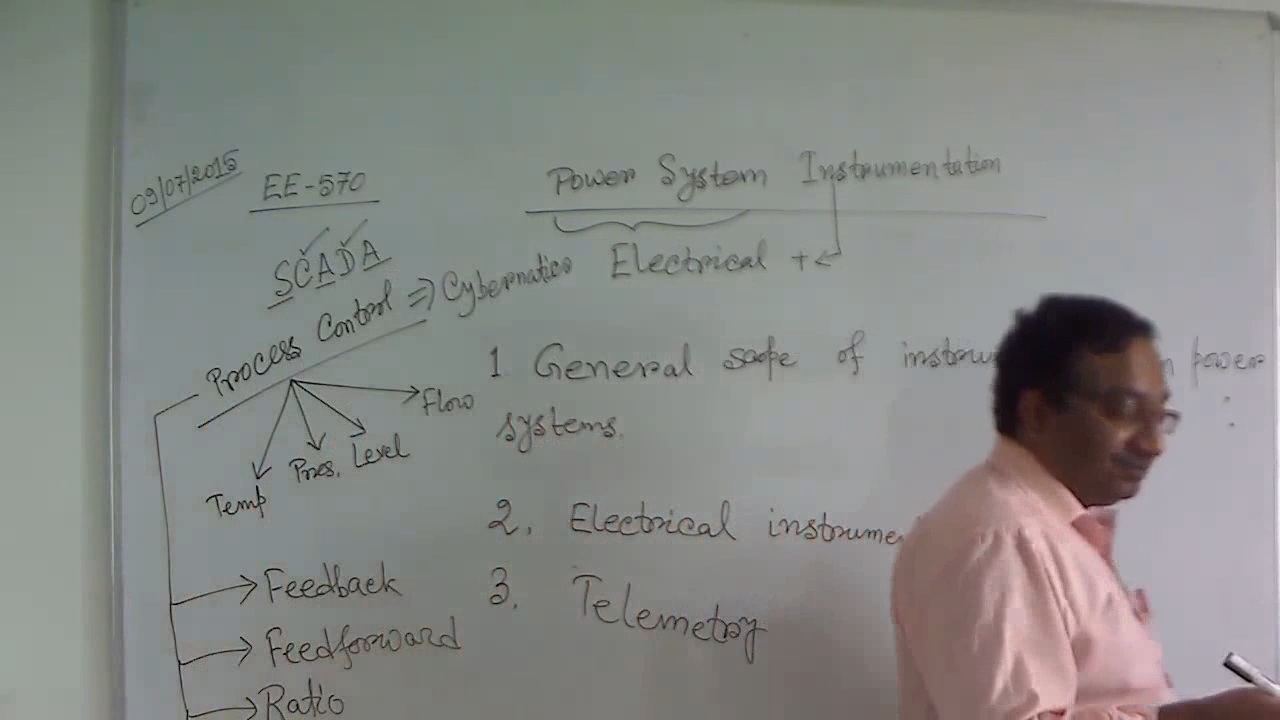 09/07/2015
EE-570
Power System Instrumentation
SCADA
Process Control => Cybernatics
Electrical +
Temp
Pres.
Level
Flow
1 General scope of power
systems.
2. Electrical
3. Telemetry
Feedback
Feedforward
Ratio